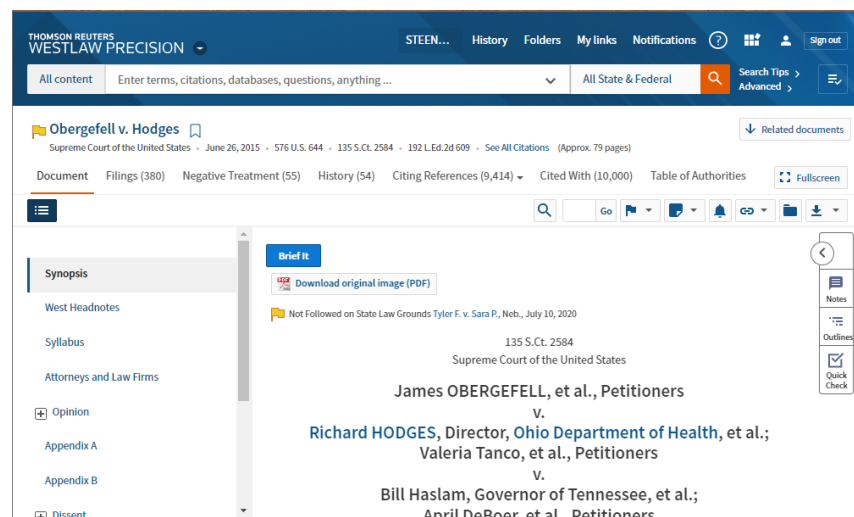 THOMSON REUTERS
WESTLAW PRECISION
STEEN... History Folders My links Notifications ? Sign out
All content Enter terms, citations, databases, questions, anything ... All State & Federal Search Tips
Advanced
Obergefell v. Hodges Related documents
Supreme Court of the United States June 26, 2015 576 U.S. 644 135 S.Ct. 2584 192 L.Ed.2d 609 See All Citations (Approx. 79 pages)
Document Filings (380) Negative Treatment (55) History (54) Citing References (9,414) Cited With (10,000) Table of Authorities Fullscreen
Go
Brief It
Synopsis
Download original image (PDF)
West Headnotes
Notes
Not Followed on State Law Grounds Tyler F. v. Sara P., Neb., July 10, 2020
Syllabus
135 S.Ct. 2584
Outlines
Supreme Court of the United States
Attorneys and Law Firms
Quick
Check
James OBERGEFELL, et al., Petitioners
Opinion
v.
Richard HODGES, Director, Ohio Department of Health, et al.;
Appendix A
Valeria Tanco, et al., Petitioners
v.
Appendix B
Bill Haslam, Governor of Tennessee, et al.;
Dissent
April DeBoer, et al., Petitioners